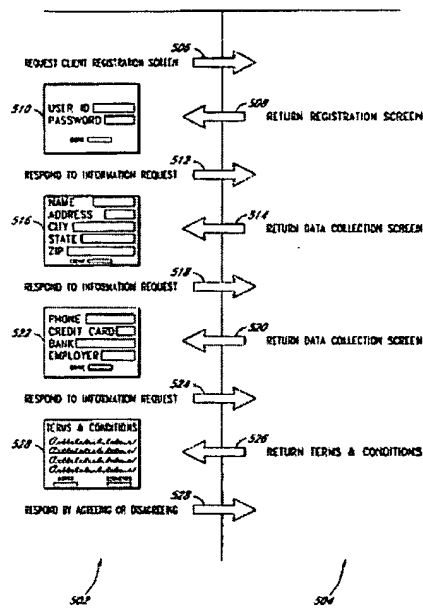 506
REQUEST CLIENT REGISTRATION SCREEN
510
USER ID
PASSWORD
508
RETURN REGISTRATION SCREEN
512
RESPOND TO INFORMATION REQUEST
516
NAME
ADDRESS
CITY
STATE
ZIP
514
RETURN DATA COLLECTION SCREEN
518
RESPOND TO INFORMATION REQUEST
522
PHONE
CREDIT CARD
BANK
EMPLOYER
520
RETURN DATA COLLECTION SCREEN
524
RESPOND TO INFORMATION REQUEST
528
TERMS & CONDITIONS
526
RETURN TERMS & CONDITIONS
528
RESPOND BY AGREEING OR DISAGREEING
502
504